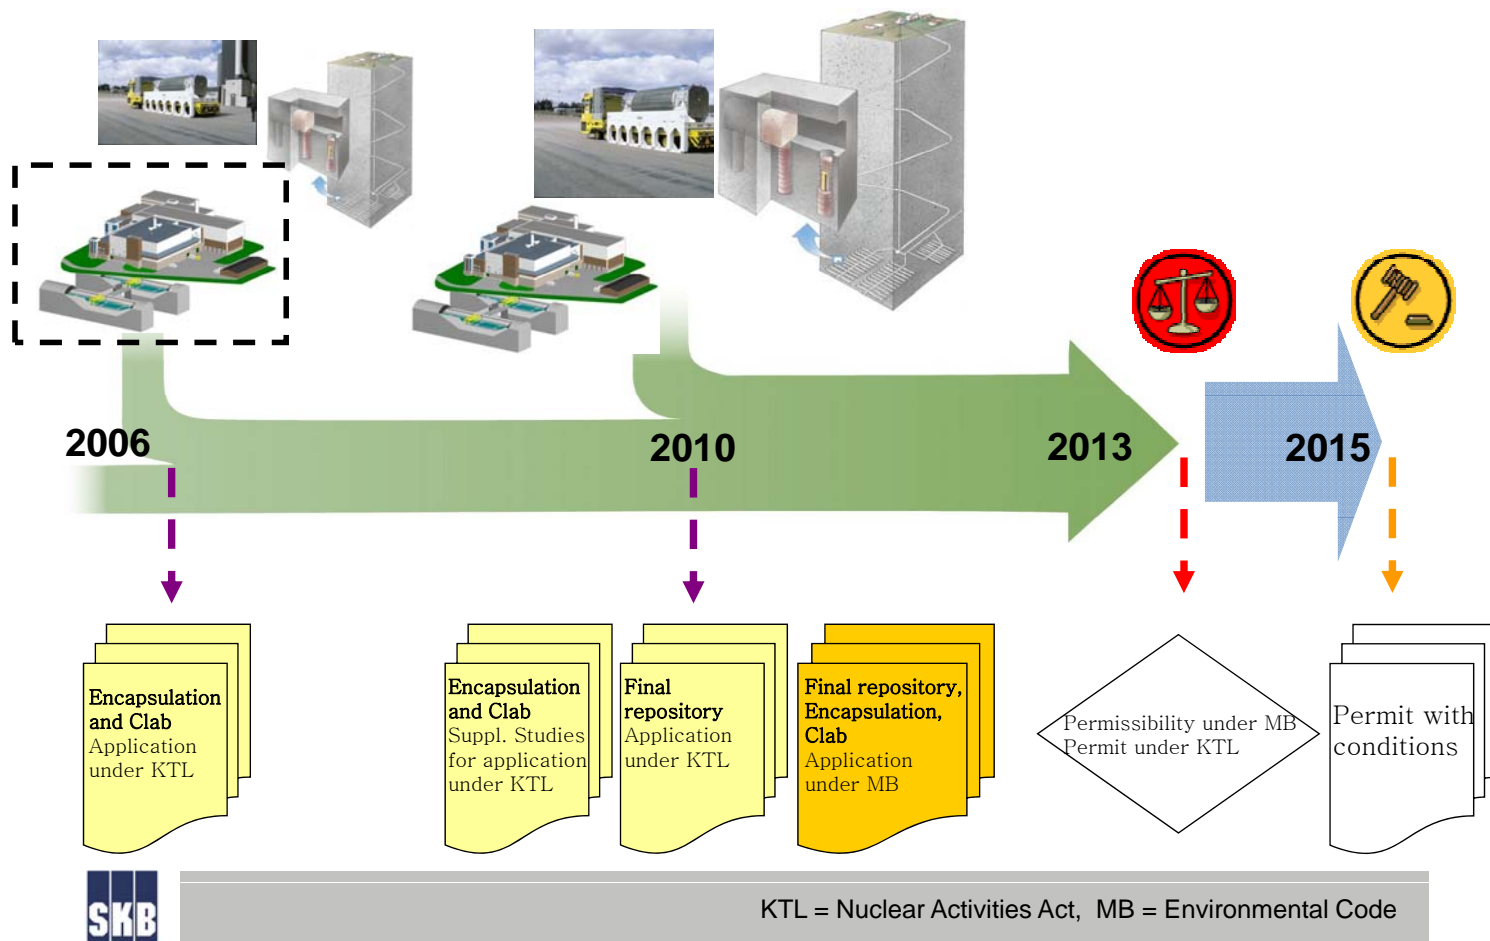 2006
2010
2013
2015
Encapsulation
and Clab
Application
under KTL
Encapsulation
and Clab
Suppl. Studies
for application
under KTL
Final
repository
Application
under KTL
Final repository,
Encapsulation,
Clab
Application
under MB
Permissibility under MB
Permit under KTL
Permit with
conditions
SKB
KTL = Nuclear Activities Act, MB = Environmental Code